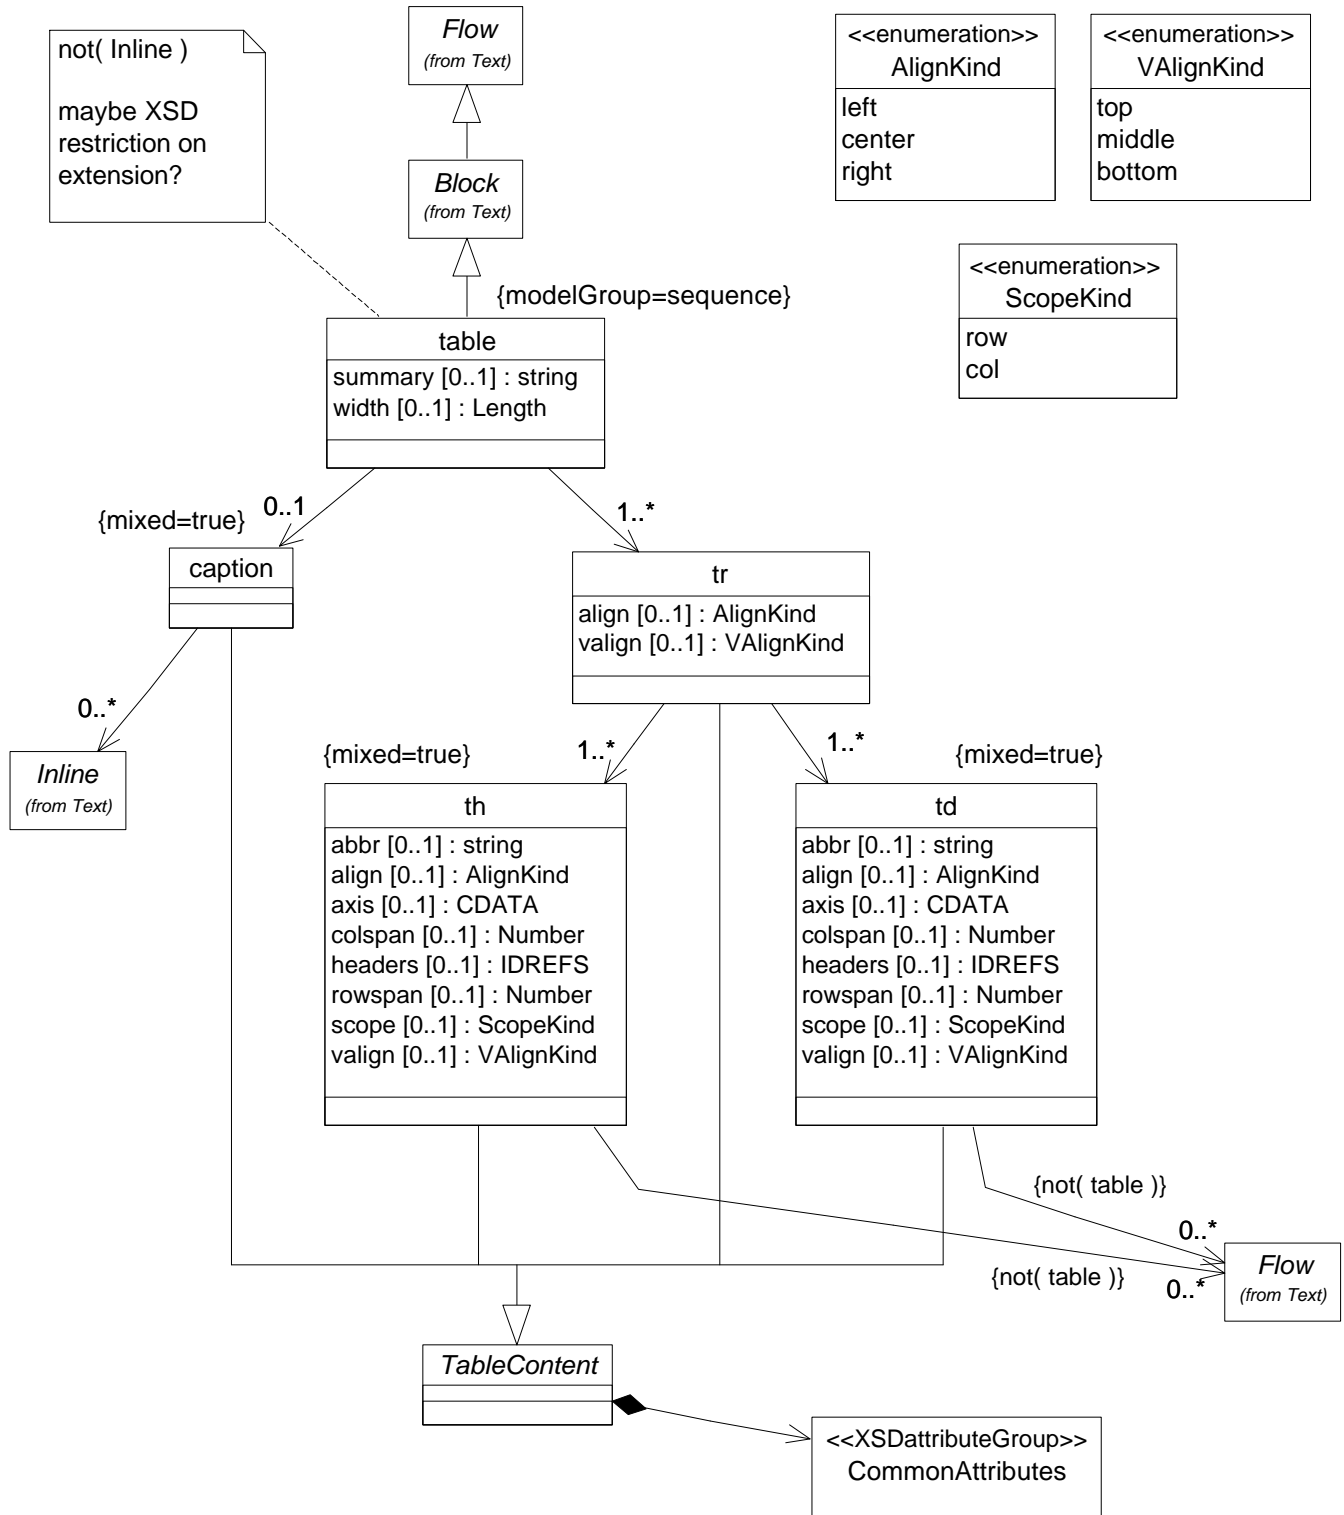 not( Inline )
maybe XSD
restriction on
extension?
Flow
(from Text)
Block
(from Text)
<<enumeration>>
AlignKind
left
center
right
<<enumeration>>
VAlignKind
top
middle
bottom
<<enumeration>>
ScopeKind
row
col
{modelGroup=sequence}
table
summary [0..1] : string
width [0..1] : Length
{mixed=true}
0..1
1..*
caption
tr
align [0..1] : AlignKind
valign [0..1] : VAlignKind
0..*
Inline
(from Text)
{mixed=true}
1..*
1..*
{mixed=true}
th
abbr [0..1] : string
align [0..1] : AlignKind
axis [0..1] : CDATA
colspan [0..1] : Number
headers [0..1] : IDREFS
rowspan [0..1] : Number
scope [0..1] : ScopeKind
valign [0..1] : VAlignKind
td
abbr [0..1] : string
align [0..1] : AlignKind
axis [0..1] : CDATA
colspan [0..1] : Number
headers [0..1] : IDREFS
rowspan [0..1] : Number
scope [0..1] : ScopeKind
valign [0..1] : VAlignKind
{not( table )}
0..*
{not( table )}
0..*
Flow
(from Text)
TableContent
<<XSDattributeGroup>>
CommonAttributes